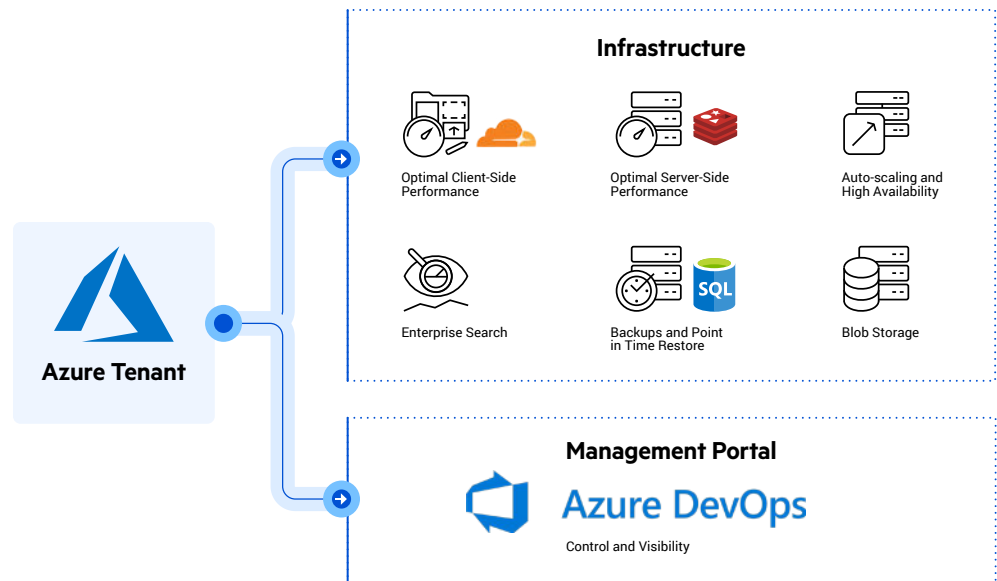 Infrastructure
Optimal Client-Side
Performance
Optimal Server-Side
Performance
Auto-scaling and
High Availability
Enterprise Search
SQL
Backups and Point
in Time Restore
Blob Storage
Azure Tenant
Management Portal
Azure DevOps
Control and Visibility